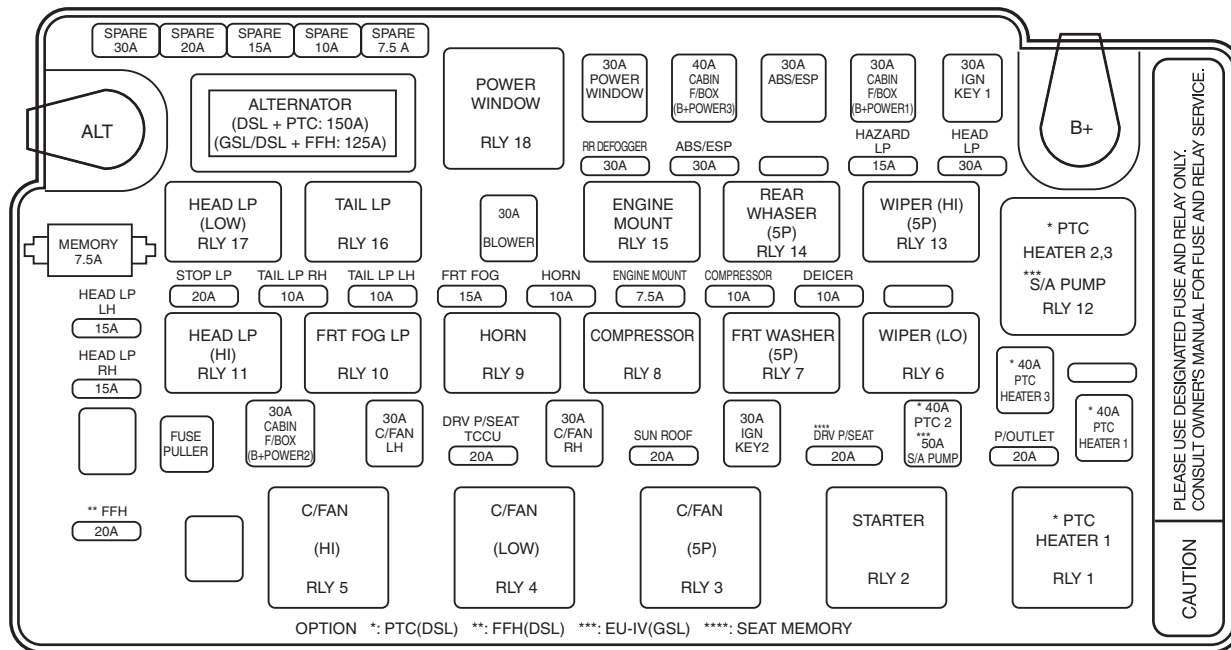 SPARE
30A
SPARE
20A
SPARE
15A
SPARE
10A
SPARE
7.5 A
ALT
ALTERNATOR
(DSL + PTC: 150A)
(GSL/DSL + FFH: 125A)
POWER
WINDOW
RLY 18
30A
POWER
WINDOW
40A
CABIN
F/BOX
(B+POWER3)
30A
ABS/ESP
30A
CABIN
F/BOX
(B+POWER1)
30A
IGN
KEY 1
B+
RR DEFOGGER
30A
ABS/ESP
30A
HAZARD
LP
15A
HEAD
LP
30A
MEMORY
7.5A
HEAD LP
(LOW)
RLY 17
TAIL LP
RLY 16
30A
BLOWER
ENGINE
MOUNT
RLY 15
REAR
WHASER
(5P)
RLY 14
WIPER (HI)
(5P)
RLY 13
* PTC
HEATER 2,3
***
S/A PUMP
RLY 12
HEAD LP
LH
15A
HEAD LP
RH
15A
STOP LP
20A
TAIL LP RH
10A
TAIL LP LH
10A
FRT FOG
15A
HORN
10A
ENGINE MOUNT
7.5A
COMPRESSOR
10A
DEICER
10A
HEAD LP
(HI)
RLY 11
FRT FOG LP
RLY 10
HORN
RLY 9
COMPRESSOR
RLY 8
FRT WASHER
(5P)
RLY 7
WIPER (LO)
RLY 6
* 40A
PTC
HEATER 3
* 40A
PTC
HEATER 1
FUSE
PULLER
30A
CABIN
F/BOX
(B+POWER2)
30A
C/FAN
LH
DRV P/SEAT
TCCU
20A
30A
C/FAN
RH
SUN ROOF
20A
30A
IGN
KEY2
****
DRV P/SEAT
20A
* 40A
PTC 2
***
50A
S/A PUMP
P/OUTLET
20A
** FFH
20A
C/FAN
(HI)
RLY 5
C/FAN
(LOW)
RLY 4
C/FAN
(5P)
RLY 3
STARTER
RLY 2
* PTC
HEATER 1
RLY 1
OPTION *: PTC(DSL) **: FFH(DSL) ***: EU-IV(GSL) ****: SEAT MEMORY
PLEASE USE DESIGNATED FUSE AND RELAY ONLY.
CONSULT OWNER'S MANUAL FOR FUSE AND RELAY SERVICE.
CAUTION